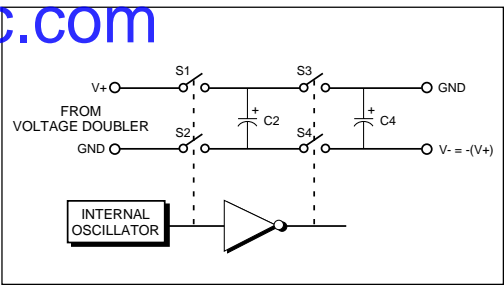 c.com
S1
S3
V+
GND
FROM
VOLTAGE DOUBLER
+
C2
+
C4
S2
S4
GND
V- = -(V+)
INTERNAL
OSCILLATOR